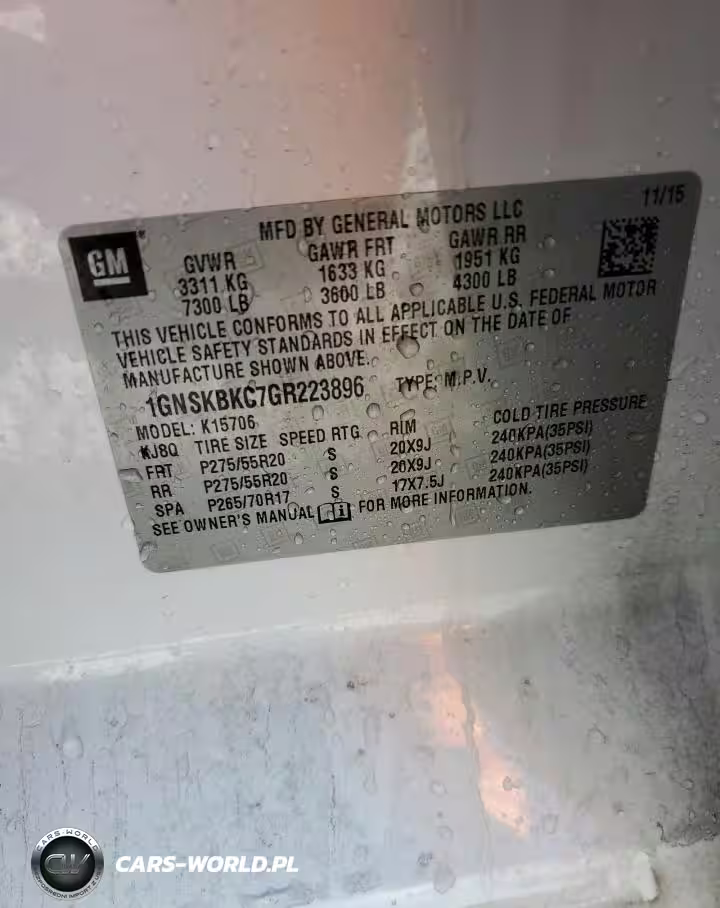 11/15
MFD BY GENERAL MOTORS LLC
GM
GVWR GAWR FRT GAWR RR
3311 KG 1633 KG 1951 KG
7300 LB 3600 LB 4300 LB
THIS VEHICLE CONFORMS TO ALL APPLICABLE U.S. FEDERAL MOTOR
VEHICLE SAFETY STANDARDS IN EFFECT ON THE DATE OF
MANUFACTURE SHOWN ABOVE.
1GNSKBKC7GR223896 TYPE: M.P.V.
MODEL: K15706
KJ8Q TIRE SIZE SPEED RTG RIM COLD TIRE PRESSURE
FRT P275/55R20 S 20X9J 240KPA(35PSI)
RR P275/55R20 S 20X9J 240KPA(35PSI)
SPA P265/70R17 S 17X7.5J 240KPA(35PSI)
SEE OWNER'S MANUAL FOR MORE INFORMATION.
CARS-WORLD
CW
CARS-WORLD.PL